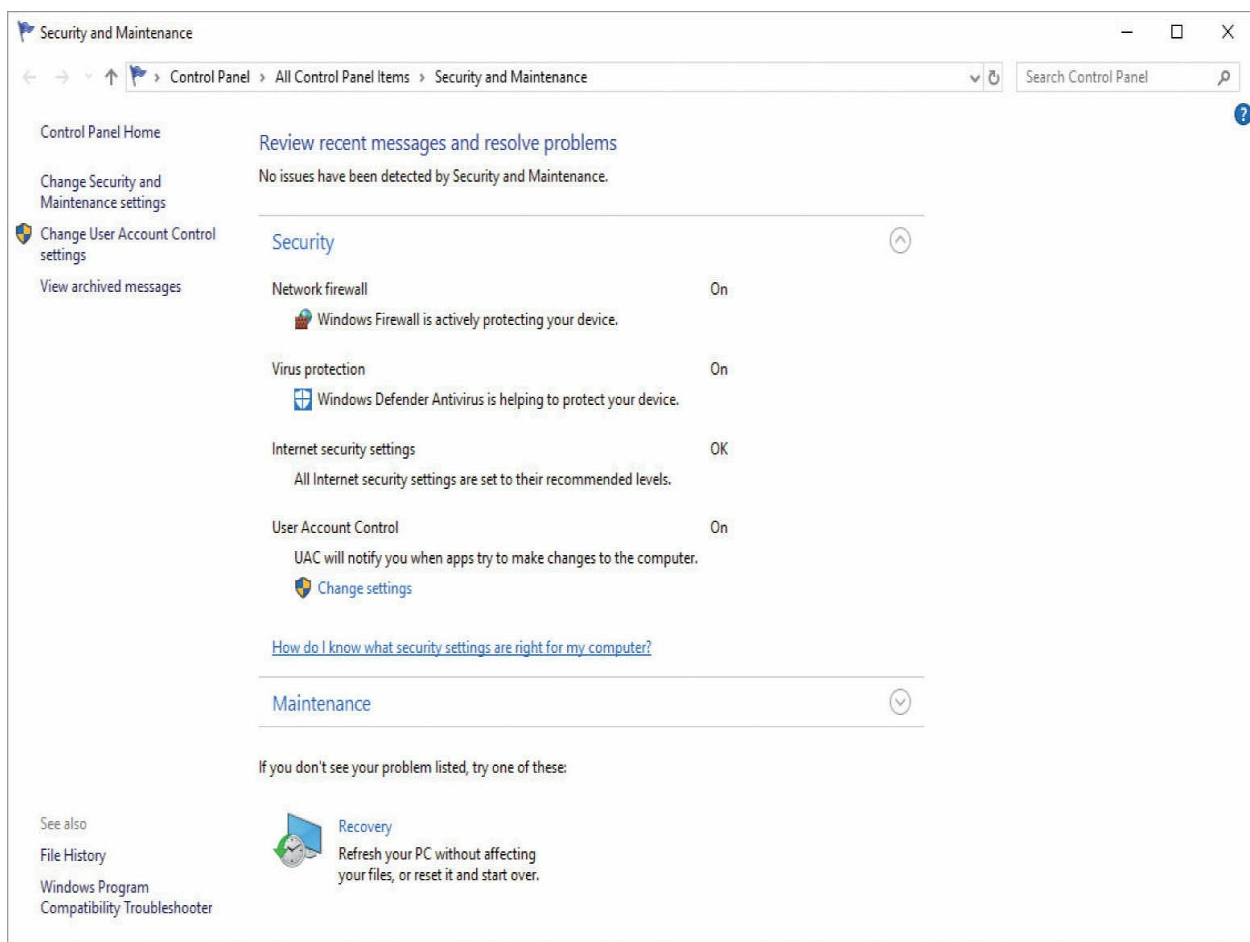 Security and Maintenance
Control Panel > All Control Panel Items > Security and Maintenance
Search Control Panel
?
Control Panel Home
Change Security and
Maintenance settings
Change User Account Control
settings
View archived messages
Review recent messages and resolve problems
No issues have been detected by Security and Maintenance.
Security
Network firewall On
Windows Firewall is actively protecting your device.
Virus protection On
Windows Defender Antivirus is helping to protect your device.
Internet security settings OK
All Internet security settings are set to their recommended levels.
User Account Control On
UAC will notify you when apps try to make changes to the computer.
Change settings
How do I know what security settings are right for my computer?
Maintenance
If you don't see your problem listed, try one of these:
Recovery
Refresh your PC without affecting
your files, or reset it and start over.
See also
File History
Windows Program
Compatibility Troubleshooter